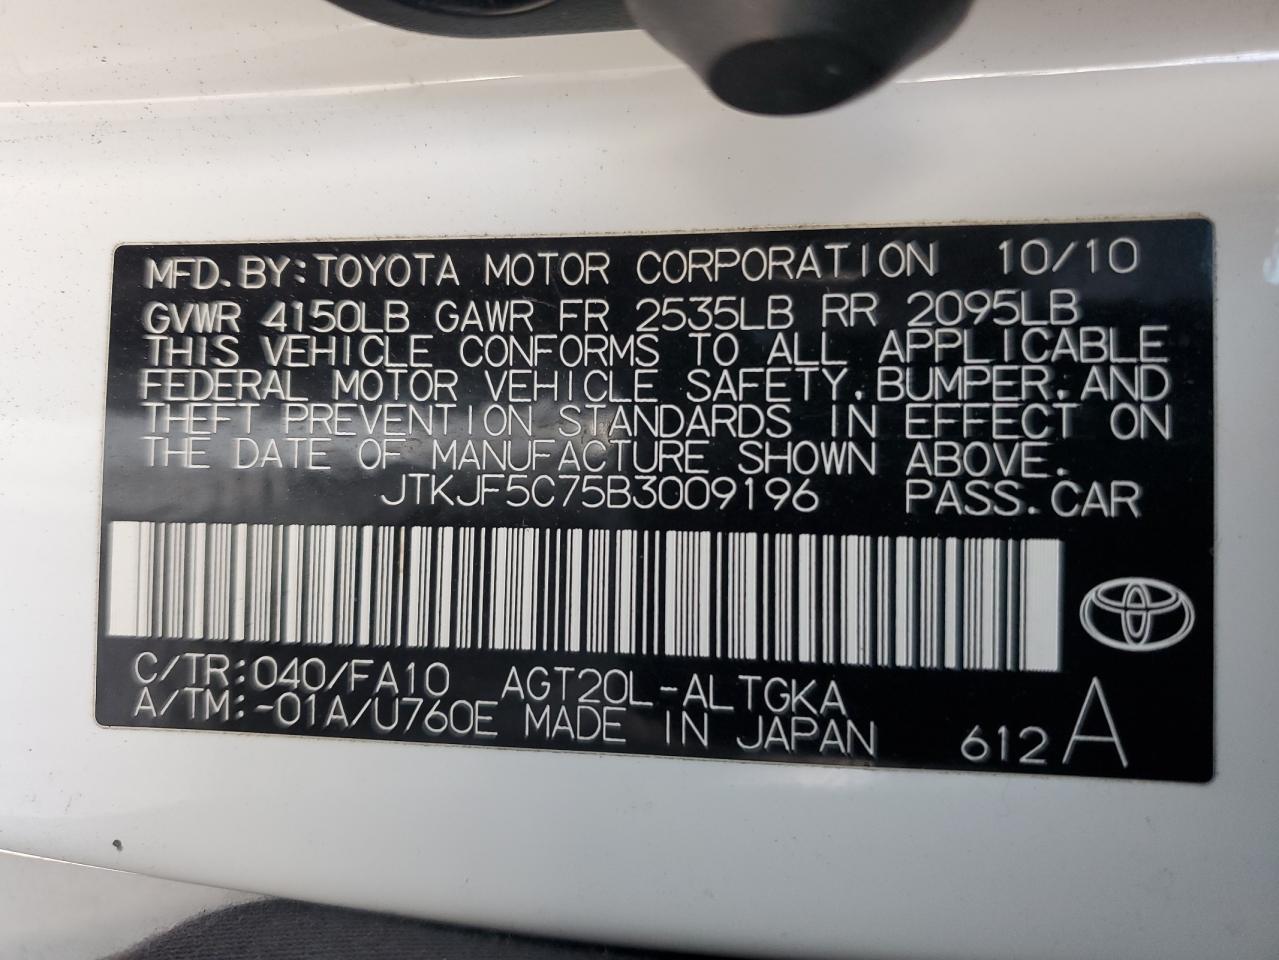 MFD.BY:TOYOTA MOTOR CORPORATION 10/10
GVWR 4150LB GAWR FR 2535LB RR 2095LB
THIS VEHICLE CONFORMS TO ALL APPLICABLE
FEDERAL MOTOR VEHICLE SAFETY.BUMPER.AND
THEFT PREVENTION STANDARDS IN EFFECT ON
THE DATE OF MANUFACTURE SHOWN ABOVE.
JTKJF5C75B3009196 PASS.CAR
C/TR:040/FA10 AGT20L-ALTGKA
A/TM:-01A/U760E MADE IN JAPAN 612 A